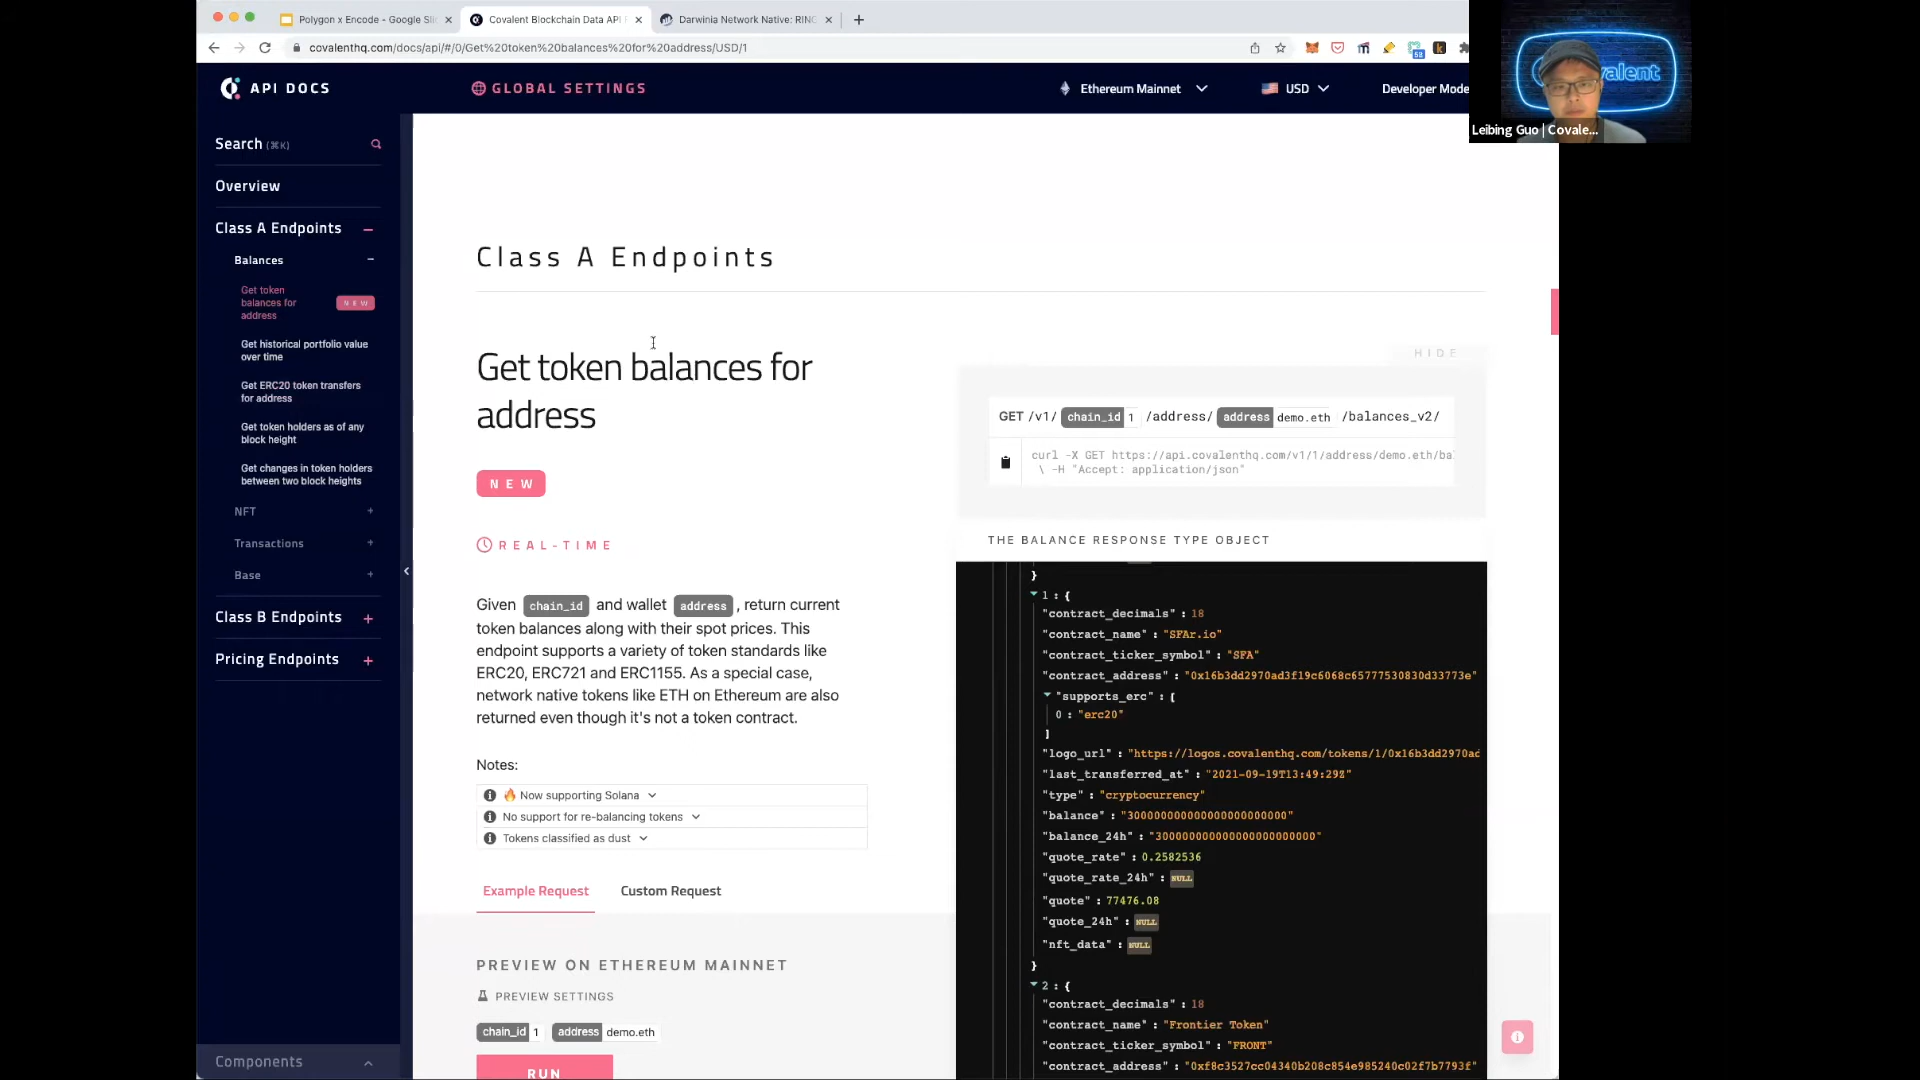 Polygon x Encode - Google Sli
Covalent Blockchain Data API
Darwinia Network Native: RING
covalenthq.com/docs/api/#/0/Get%20token%20balances%20for%20address/USD/1
API DOCS
GLOBAL SETTINGS
Ethereum Mainnet
USD
Developer Mode
Covalent
Leibing Guo | Covale...
Search (⌘K)
Overview
Class A Endpoints
Balances
Get token
balances for
address
NEW
Get historical portfolio value
over time
Get ERC20 token transfers
for address
Get token holders as of any
block height
Get changes in token holders
between two block heights
NFT
Transactions
Base
Class B Endpoints
Pricing Endpoints
Components
Class A Endpoints
Get token balances for
address
NEW
REAL-TIME
Given chain_id and wallet address , return current
token balances along with their spot prices. This
endpoint supports a variety of token standards like
ERC20, ERC721 and ERC1155. As a special case,
network native tokens like ETH on Ethereum are also
returned even though it's not a token contract.
Notes:
🔥 Now supporting Solana
No support for re-balancing tokens
Tokens classified as dust
Example Request Custom Request
PREVIEW ON ETHEREUM MAINNET
PREVIEW SETTINGS
chain_id 1 address demo.eth
RUN
HIDE
GET /v1/ chain_id 1 /address/ address demo.eth /balances_v2/
curl -X GET https://api.covalenthq.com/v1/1/address/demo.eth/ba
\ -H "Accept: application/json"
THE BALANCE RESPONSE TYPE OBJECT
}
1 : {
"contract_decimals" : 18
"contract_name" : "SFAr.io"
"contract_ticker_symbol" : "SFA"
"contract_address" : "0x16b3dd2970ad3f19c6068c65777530830d33773e"
"supports_erc" : [
0 : "erc20"
]
"logo_url" : "https://logos.covalenthq.com/tokens/1/0x16b3dd2970ad
"last_transferred_at" : "2021-09-19T13:49:29Z"
"type" : "cryptocurrency"
"balance" : "300000000000000000000000"
"balance_24h" : "300000000000000000000000"
"quote_rate" : 0.2582536
"quote_rate_24h" : NULL
"quote" : 77476.08
"quote_24h" : NULL
"nft_data" : NULL
}
2 : {
"contract_decimals" : 18
"contract_name" : "Frontier Token"
"contract_ticker_symbol" : "FRONT"
"contract_address" : "0xf8c3527cc04340b208c854e985240c02f7b7793f"